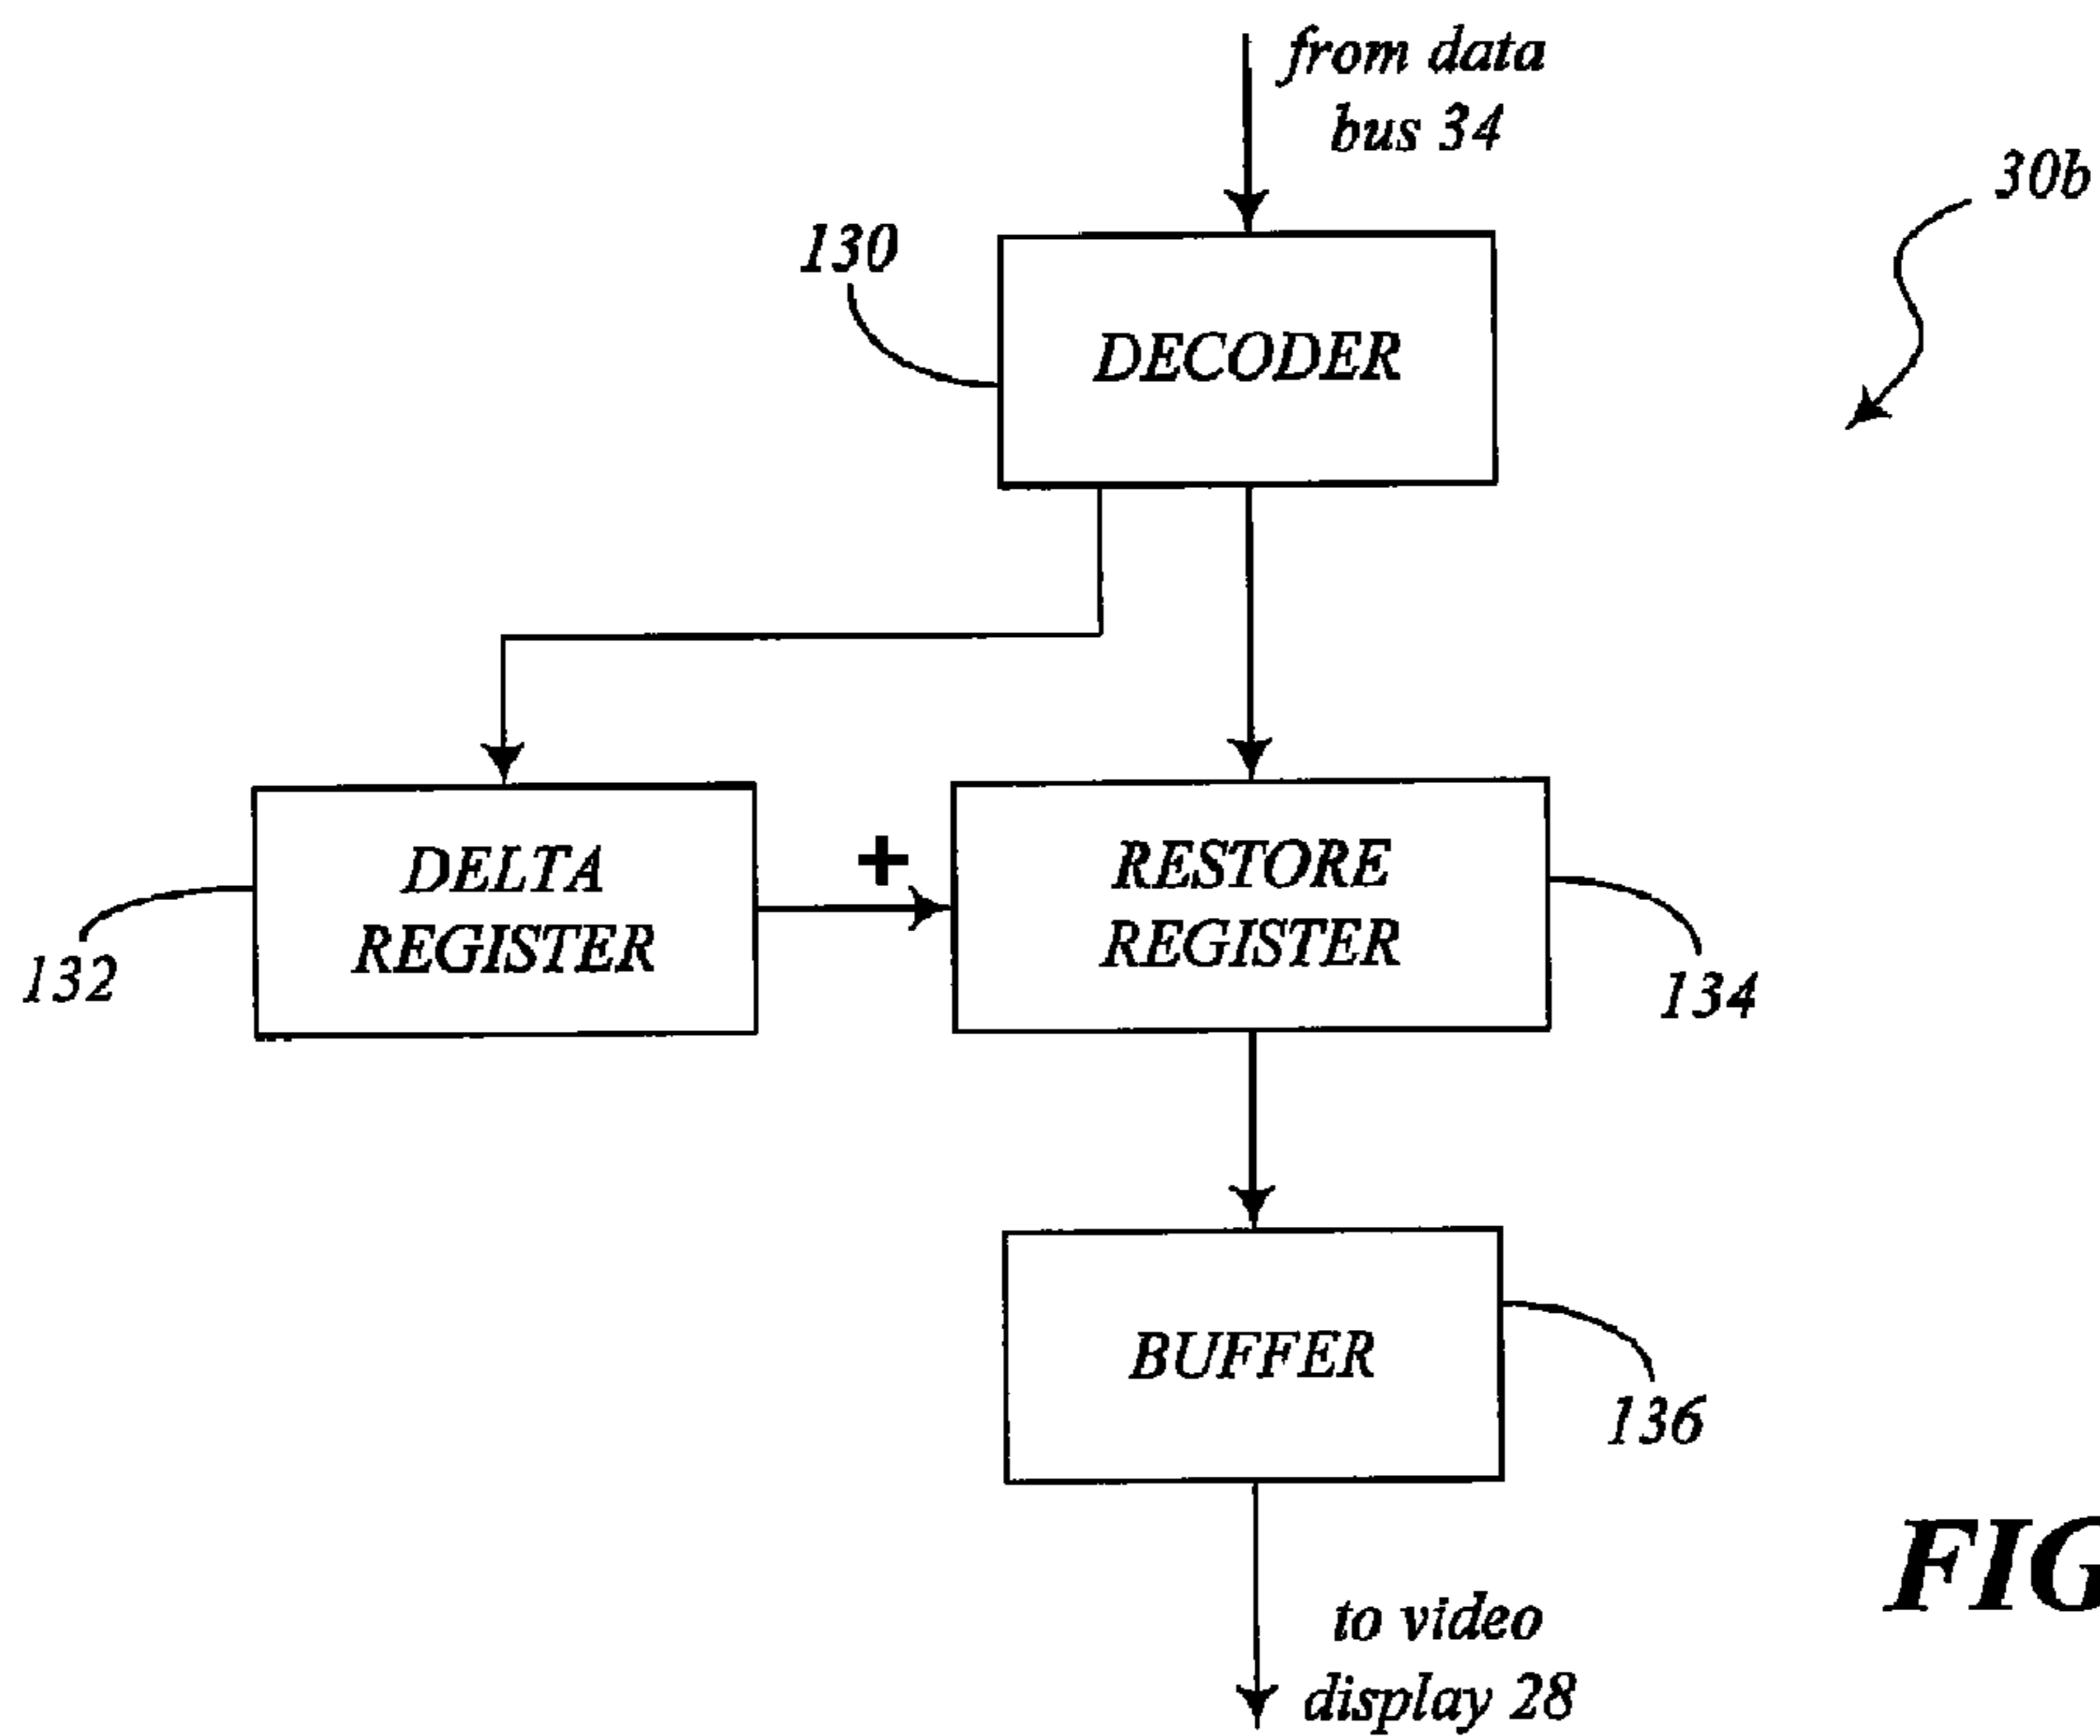 from data
bus 34
30b
130
DECODER
DELTA
REGISTER
+
RESTORE
REGISTER
132
134
BUFFER
136
FIG
to video
display 28